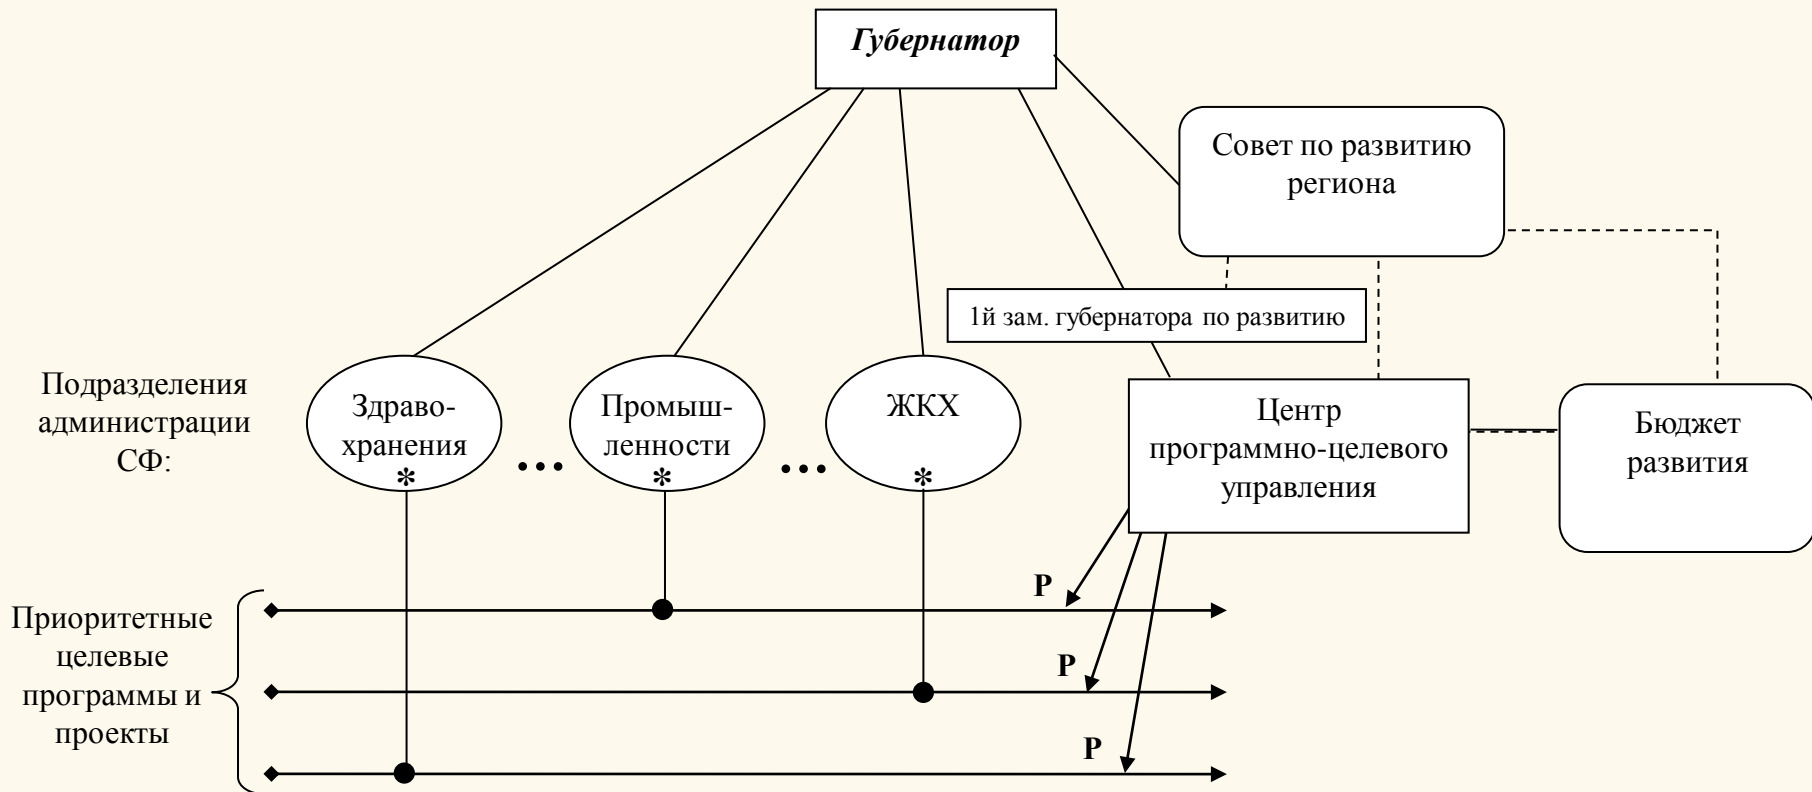 Губернатор
Совет по развитию
региона
1й зам. губернатора по развитию
Подразделения
администрации
СФ:
Здраво-
хранения
*
...
Промыш-
ленности
*
...
ЖКХ
*
Центр
программно-целевого
управления
Бюджет
развития
Приоритетные
целевые
программы и
проекты
Р
Р
Р